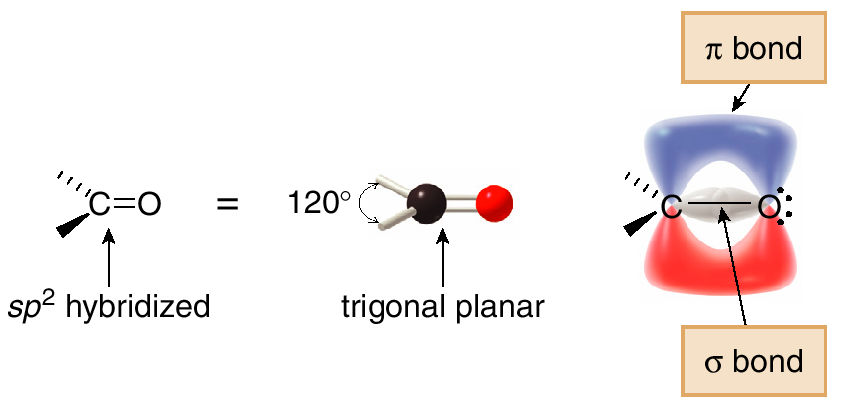 π bond
C=O
=
120°
C
O
sp² hybridized
trigonal planar
σ bond